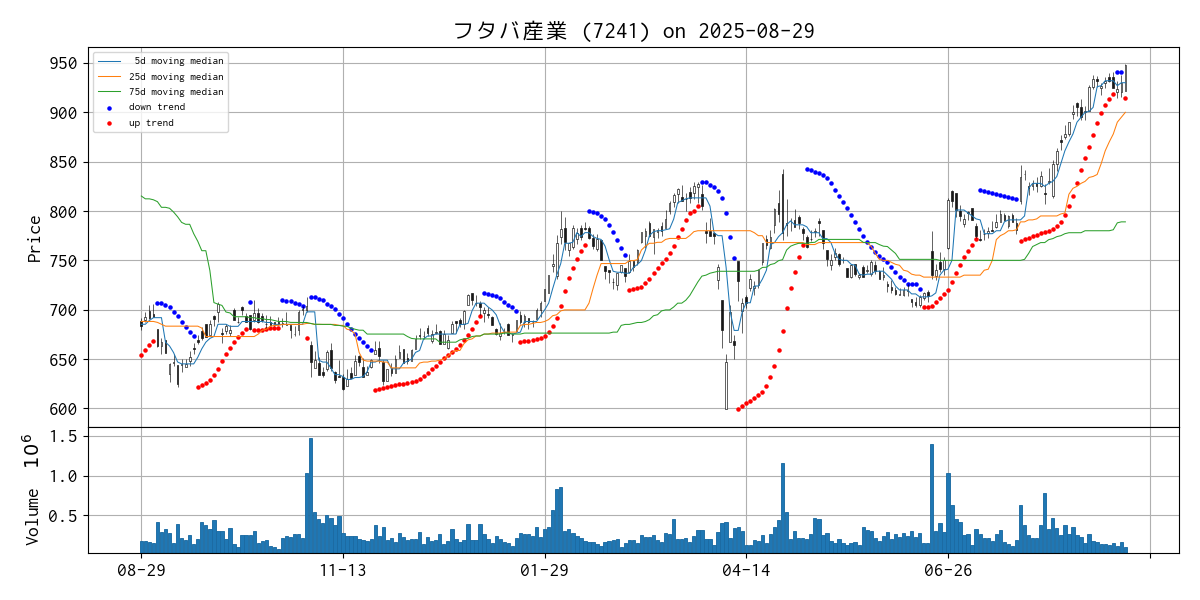 フタバ産業 (7241) on 2025-08-29
5d moving median
25d moving median
75d moving median
down trend
up trend
950
900
850
800
750
700
650
600
Price
1.5
1.0
0.5
Volume 10^6
08-29 11-13 01-29 04-14 06-26